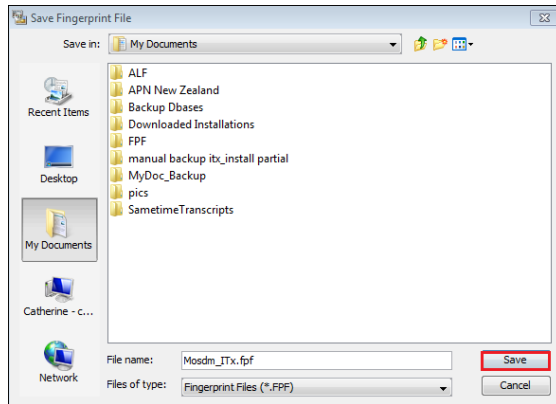 Save Fingerprint File
Save in: My Documents
Recent Items
Desktop
My Documents
Catherine - c...
Network
ALF
APN New Zealand
Backup Dbases
Downloaded Installations
FPF
manual backup itx_install partial
MyDoc_Backup
pics
SametimeTranscripts
File name: Mosdm_ITx.fpf Save
Files of type: Fingerprint Files (*.FPF) Cancel